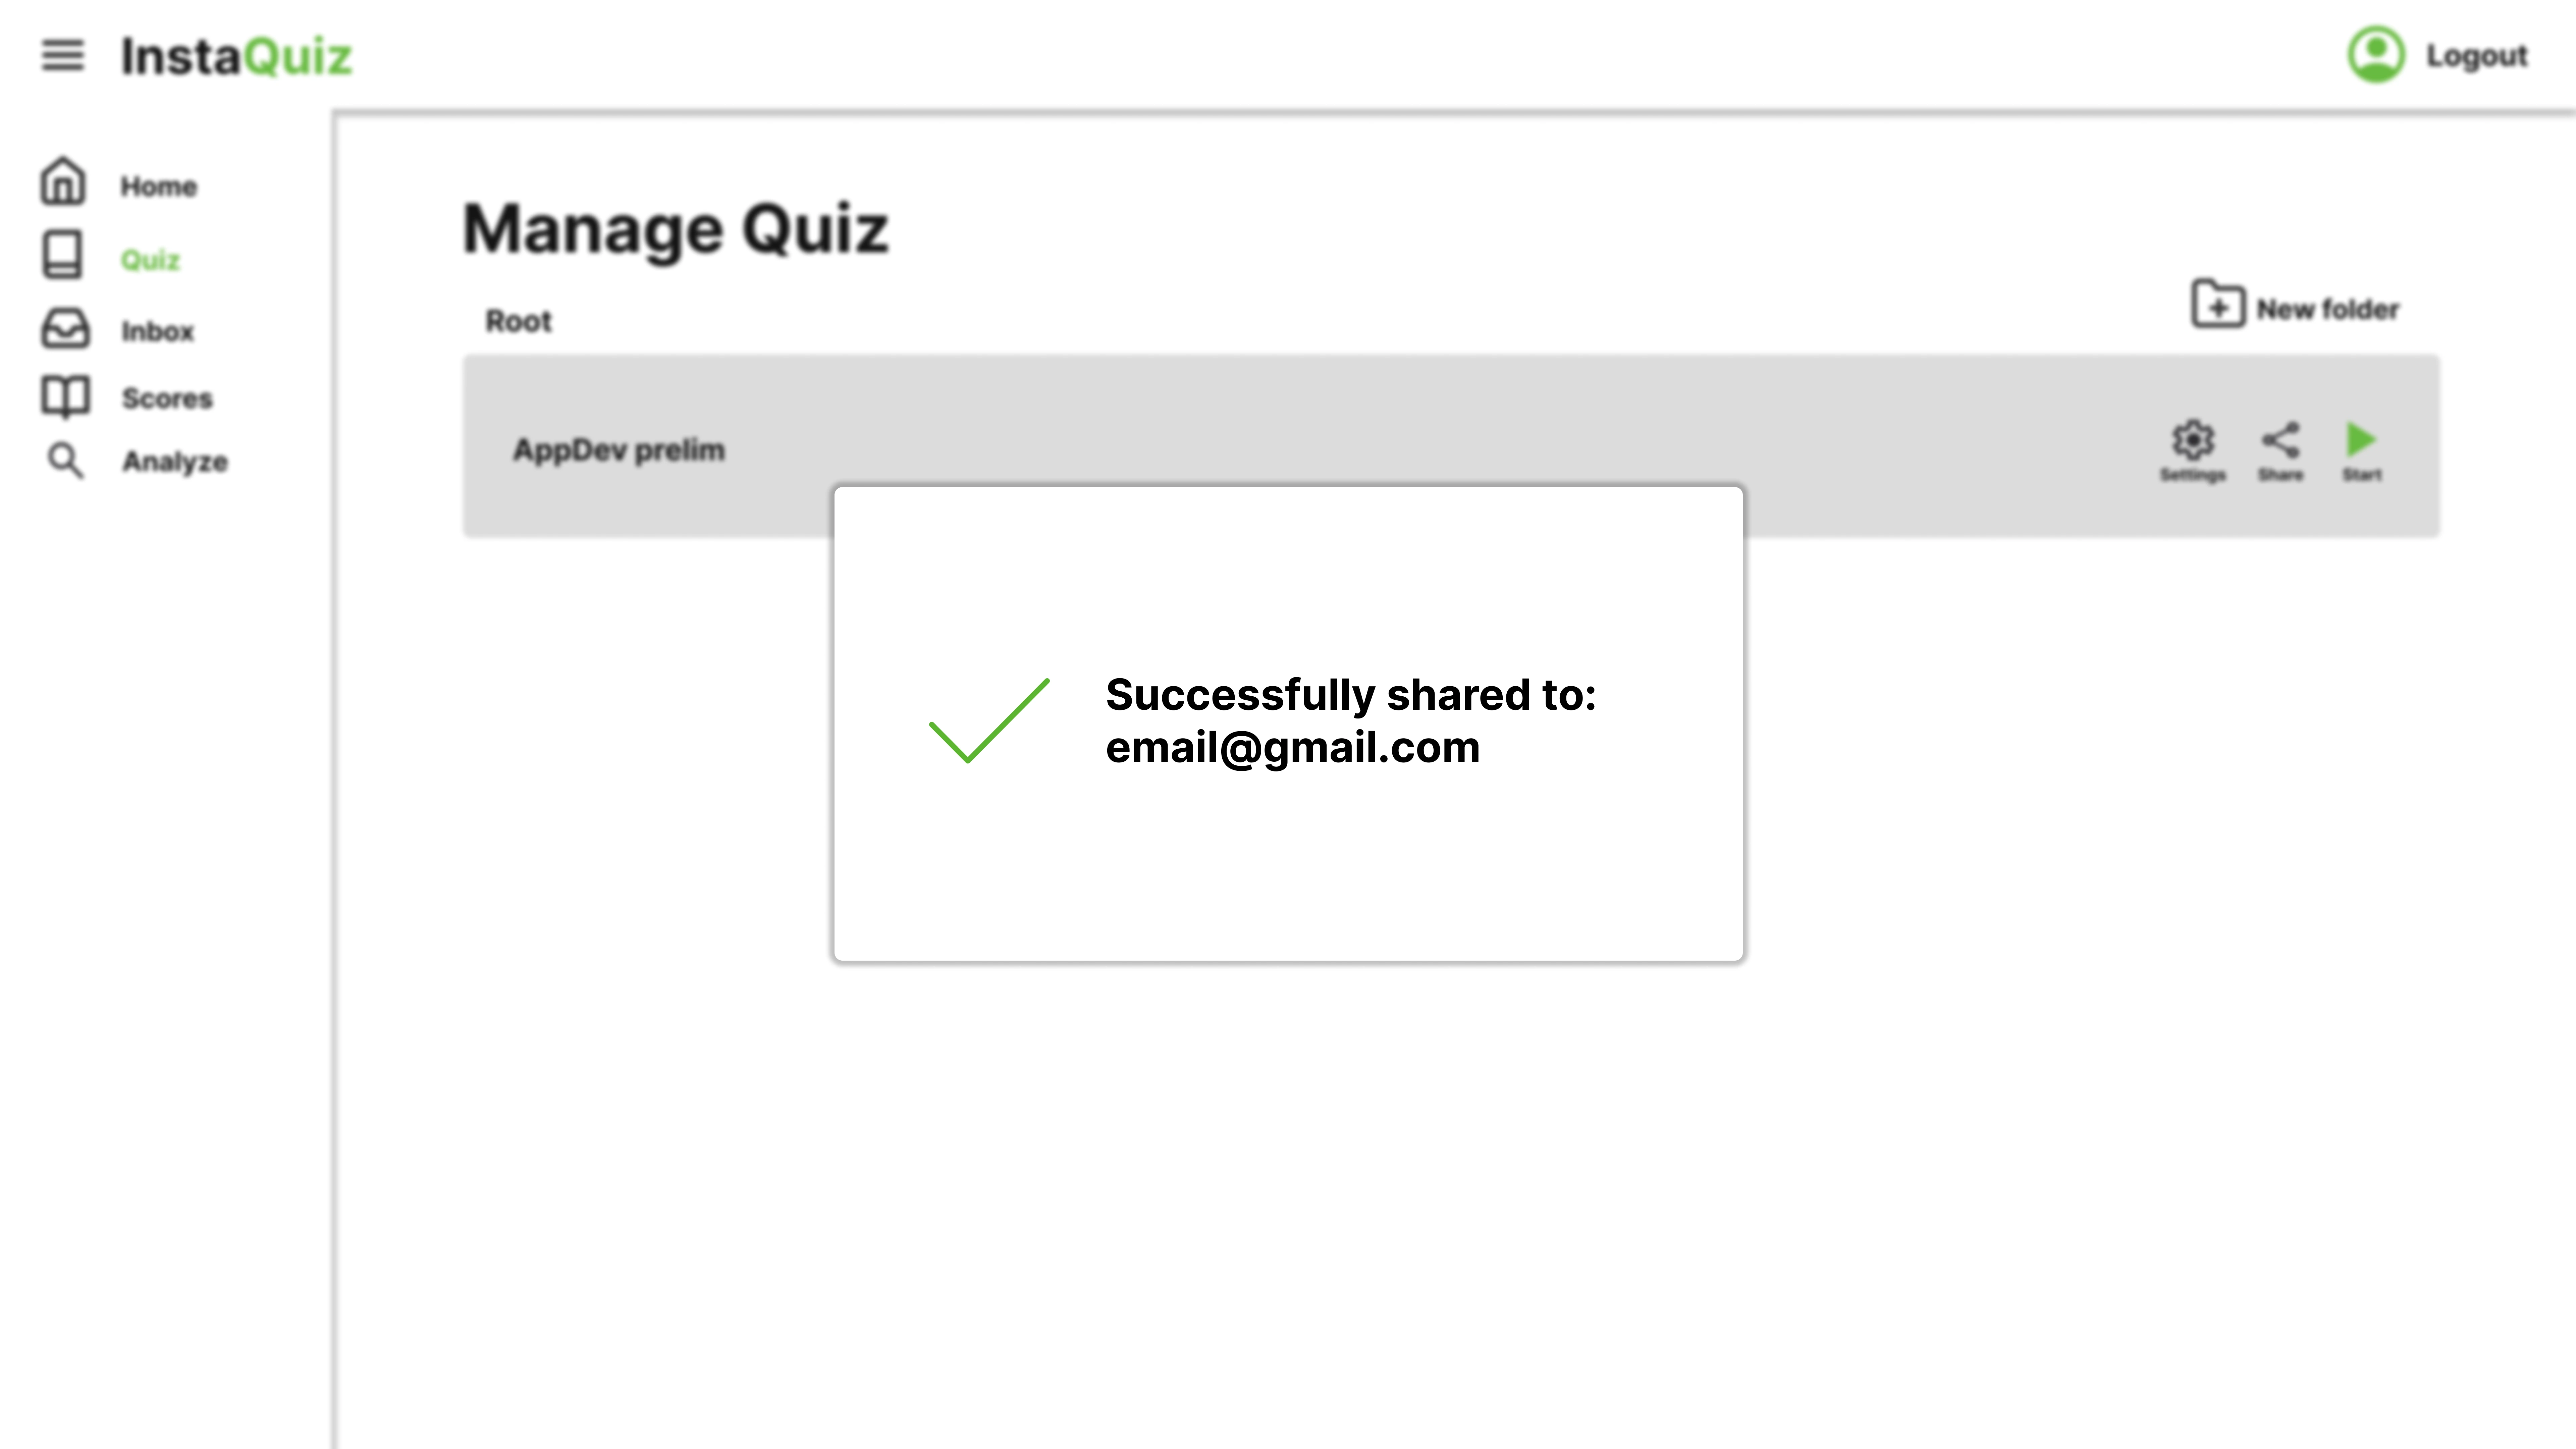 InstaQuiz
Logout
Home
Quiz
Inbox
Scores
Analyze
Manage Quiz
Root
New folder
AppDev prelim
Settings
Share
Start
Successfully shared to:
email@gmail.com